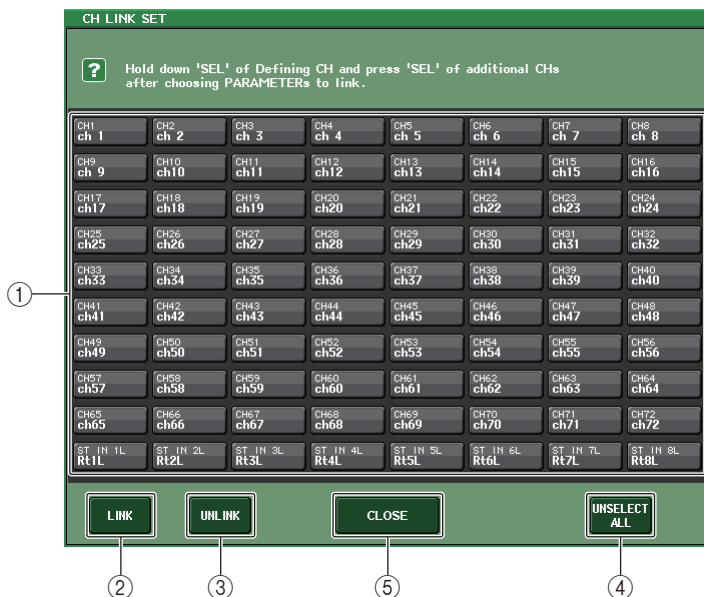 CH LINK SET
?
Hold down 'SEL' of Defining CH and press 'SEL' of additional CHs
after choosing PARAMETERs to link.
CH1 CH2 CH3 CH4 CH5 CH6 CH7 CH8
ch 1 ch 2 ch 3 ch 4 ch 5 ch 6 ch 7 ch 8
CH9 CH10 CH11 CH12 CH13 CH14 CH15 CH16
ch 9 ch10 ch11 ch12 ch13 ch14 ch15 ch16
CH17 CH18 CH19 CH20 CH21 CH22 CH23 CH24
ch17 ch18 ch19 ch20 ch21 ch22 ch23 ch24
CH25 CH26 CH27 CH28 CH29 CH30 CH31 CH32
ch25 ch26 ch27 ch28 ch29 ch30 ch31 ch32
CH33 CH34 CH35 CH36 CH37 CH38 CH39 CH40
ch33 ch34 ch35 ch36 ch37 ch38 ch39 ch40
①
CH41 CH42 CH43 CH44 CH45 CH46 CH47 CH48
ch41 ch42 ch43 ch44 ch45 ch46 ch47 ch48
CH49 CH50 CH51 CH52 CH53 CH54 CH55 CH56
ch49 ch50 ch51 ch52 ch53 ch54 ch55 ch56
CH57 CH58 CH59 CH60 CH61 CH62 CH63 CH64
ch57 ch58 ch59 ch60 ch61 ch62 ch63 ch64
CH65 CH66 CH67 CH68 CH69 CH70 CH71 CH72
ch65 ch66 ch67 ch68 ch69 ch70 ch71 ch72
ST IN 1L ST IN 2L ST IN 3L ST IN 4L ST IN 5L ST IN 6L ST IN 7L ST IN 8L
Rt1L Rt2L Rt3L Rt4L Rt5L Rt6L Rt7L Rt8L
LINK
UNLINK
CLOSE
UNSELECT
ALL
② ③ ⑤ ④